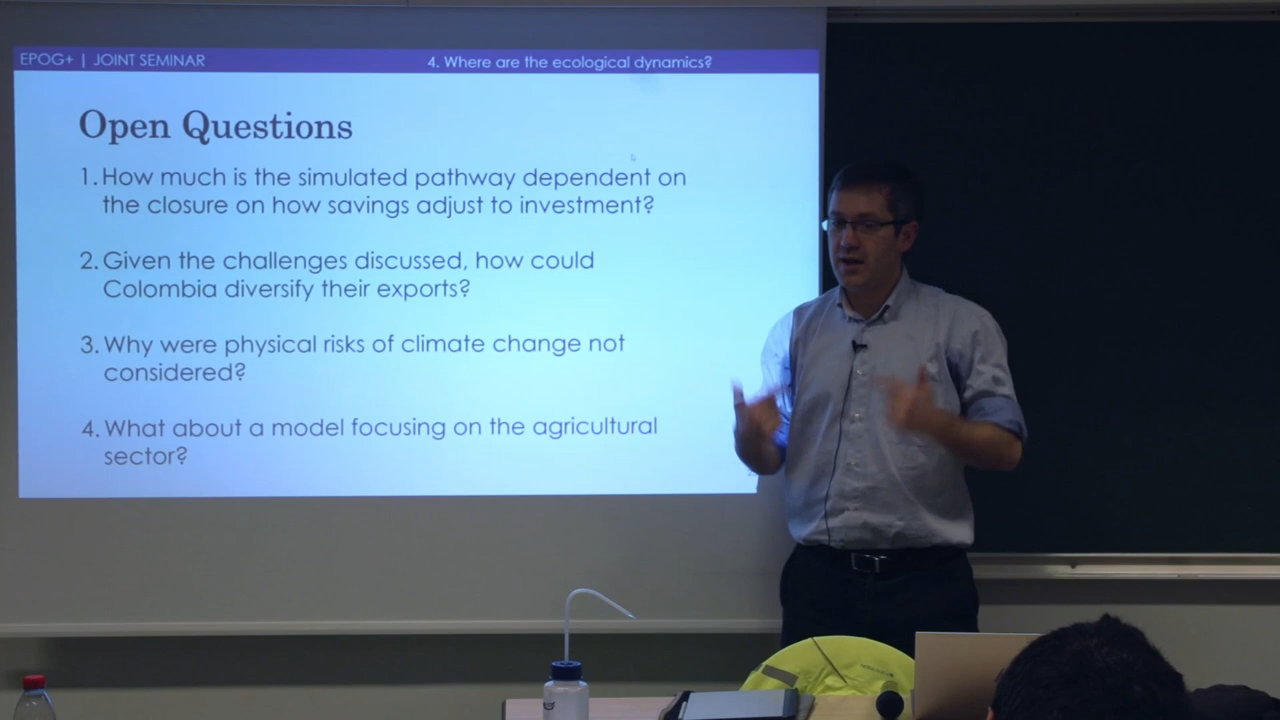 EPOG+ | JOINT SEMINAR
4. Where are the ecological dynamics?
Open Questions
1. How much is the simulated pathway dependent on
the closure on how savings adjust to investment?
2. Given the challenges discussed, how could
Colombia diversify their exports?
3. Why were physical risks of climate change not
considered?
4. What about a model focusing on the agricultural
sector?